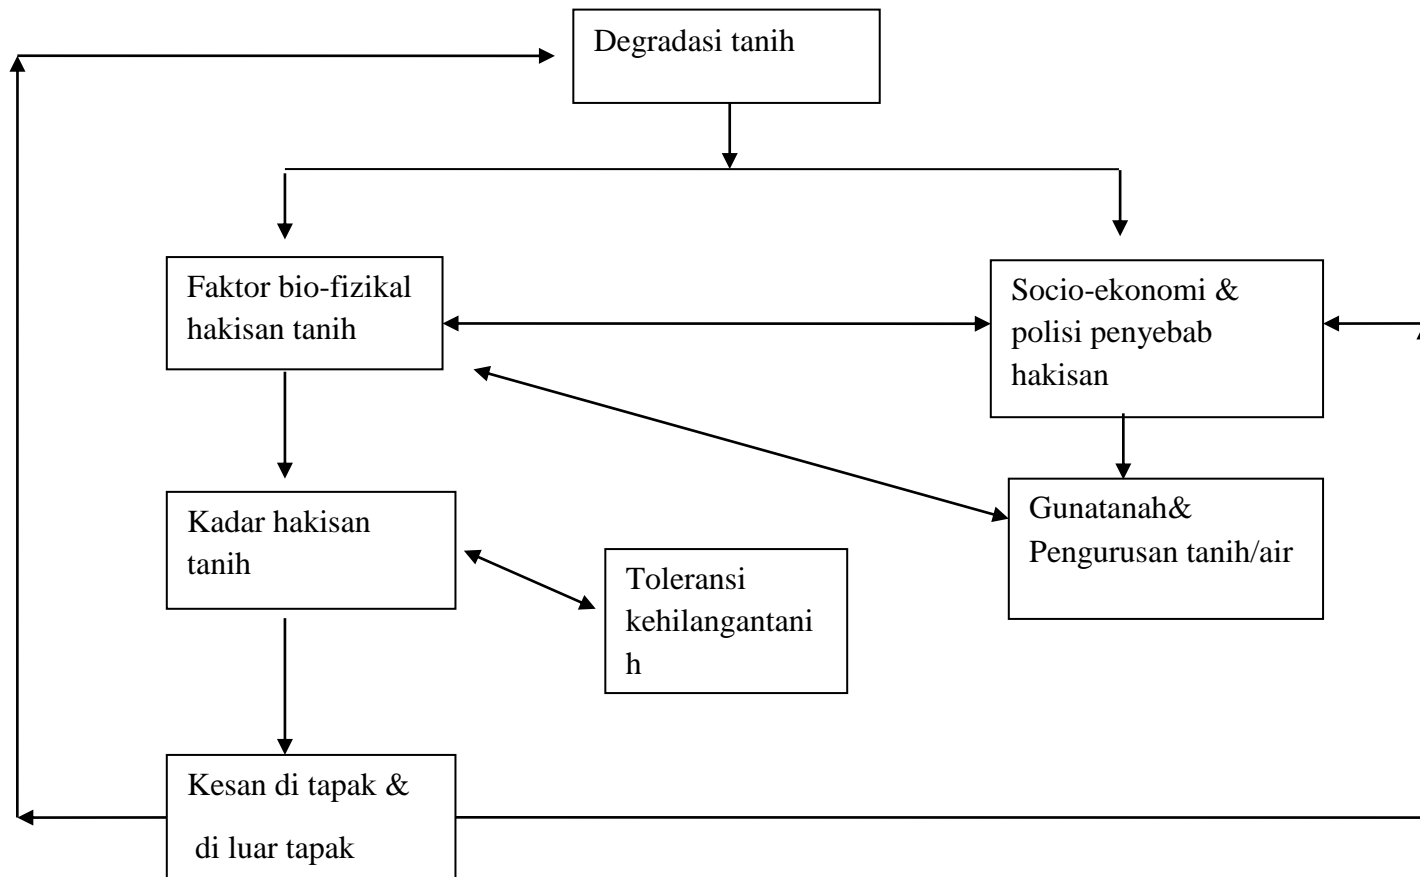 Degradasi tanih
Faktor bio-fizikal
hakisan tanih
Socio-ekonomi &
polisi penyebab
hakisan
Kadar hakisan
tanih
Toleransi
kehilangantani
h
Gunatanah&
Pengurusan tanih/air
Kesan di tapak &
di luar tapak